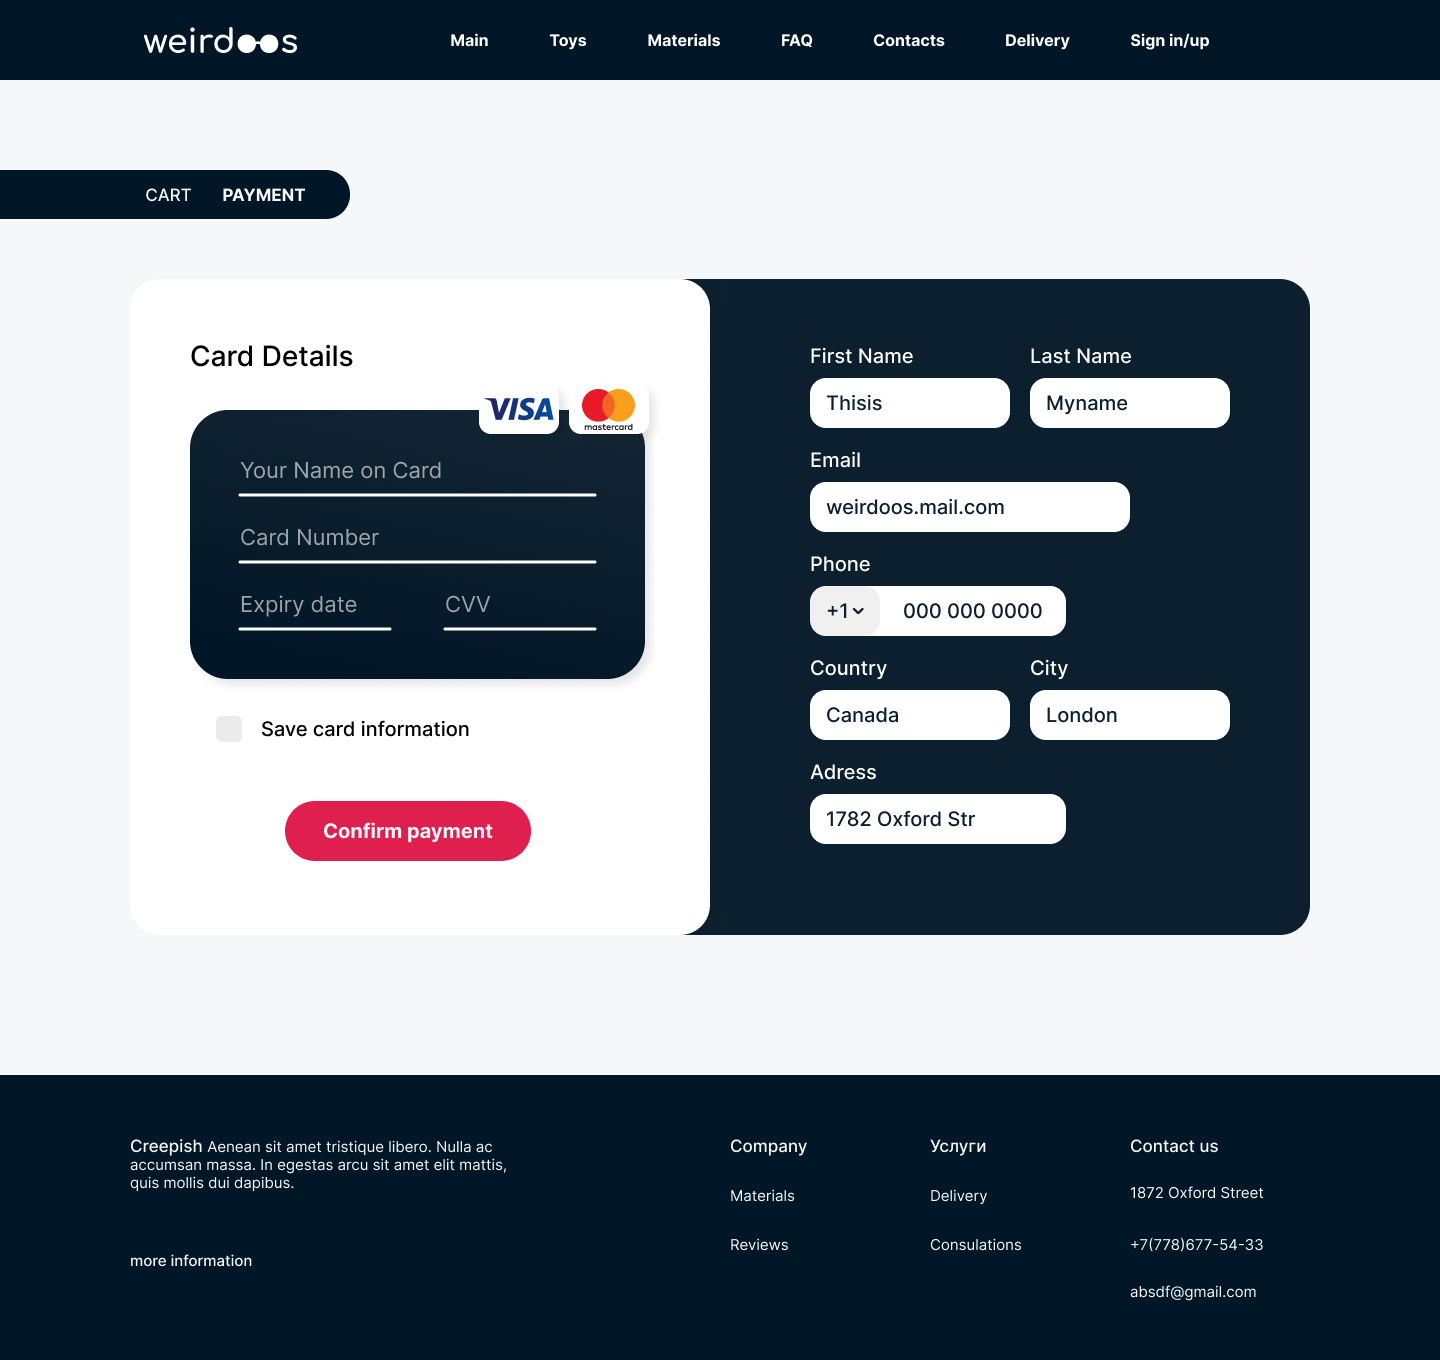 weirdoos
Main Toys Materials FAQ Contacts Delivery Sign in/up
CART PAYMENT
Card Details
VISA mastercard
Your Name on Card
Card Number
Expiry date CVV
Save card information
Confirm payment
First Name Last Name
Thisis Myname
Email
weirdoos.mail.com
Phone
+1 000 000 0000
Country City
Canada London
Adress
1782 Oxford Str
Creepish Aenean sit amet tristique libero. Nulla ac
accumsan massa. In egestas arcu sit amet elit mattis,
quis mollis dui dapibus.
more information
Company
Materials
Reviews
Услуги
Delivery
Consulations
Contact us
1872 Oxford Street
+7(778)677-54-33
absdf@gmail.com